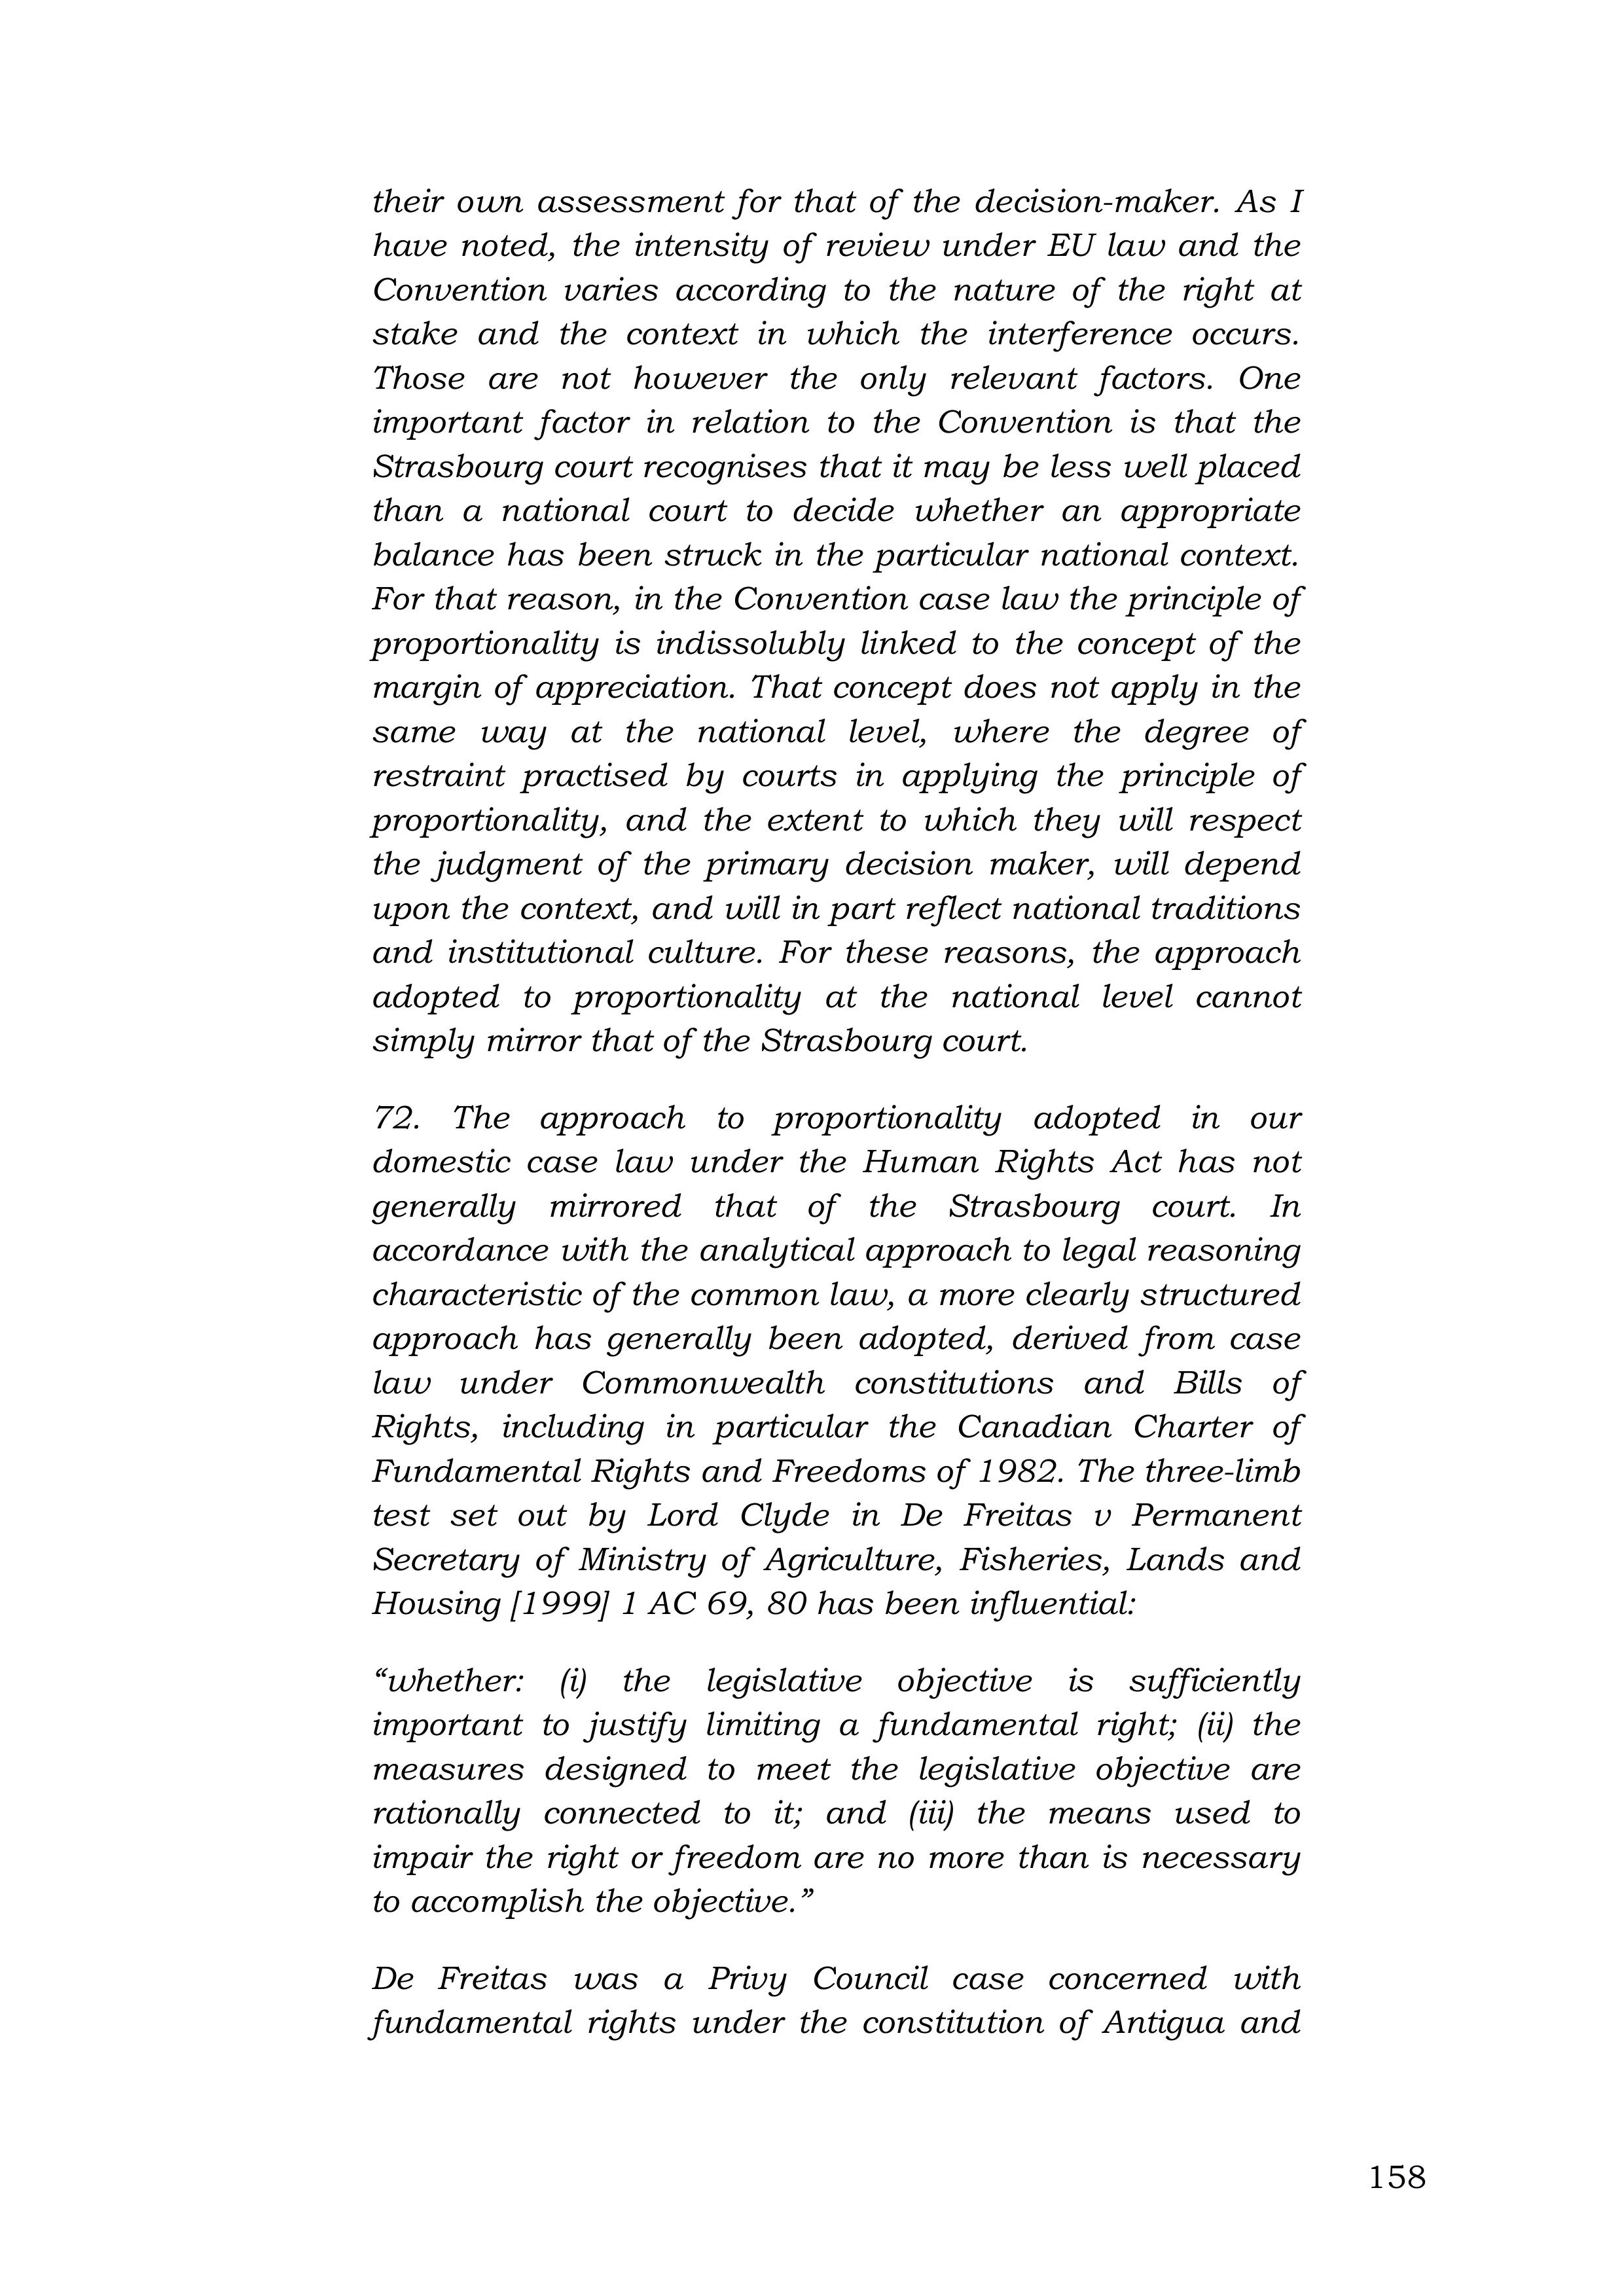 their own assessment for that of the decision-maker. As I
have noted, the intensity of review under EU law and the
Convention varies according to the nature of the right at
stake and the context in which the interference occurs.
Those are not however the only relevant factors. One
important factor in relation to the Convention is that the
Strasbourg court recognises that it may be less well placed
than a national court to decide whether an appropriate
balance has been struck in the particular national context.
For that reason, in the Convention case law the principle of
proportionality is indissolubly linked to the concept of the
margin of appreciation. That concept does not apply in the
same way at the national level, where the degree of
restraint practised by courts in applying the principle of
proportionality, and the extent to which they will respect
the judgment of the primary decision maker, will depend
upon the context, and will in part reflect national traditions
and institutional culture. For these reasons, the approach
adopted to proportionality at the national level cannot
simply mirror that of the Strasbourg court.
72. The approach to proportionality adopted in our
domestic case law under the Human Rights Act has not
generally mirrored that of the Strasbourg court. In
accordance with the analytical approach to legal reasoning
characteristic of the common law, a more clearly structured
approach has generally been adopted, derived from case
law under Commonwealth constitutions and Bills of
Rights, including in particular the Canadian Charter of
Fundamental Rights and Freedoms of 1982. The three-limb
test set out by Lord Clyde in De Freitas v Permanent
Secretary of Ministry of Agriculture, Fisheries, Lands and
Housing [1999] 1 AC 69, 80 has been influential:
“whether: (i) the legislative objective is sufficiently
important to justify limiting a fundamental right; (ii) the
measures designed to meet the legislative objective are
rationally connected to it; and (iii) the means used to
impair the right or freedom are no more than is necessary
to accomplish the objective.”
De Freitas was a Privy Council case concerned with
fundamental rights under the constitution of Antigua and
158